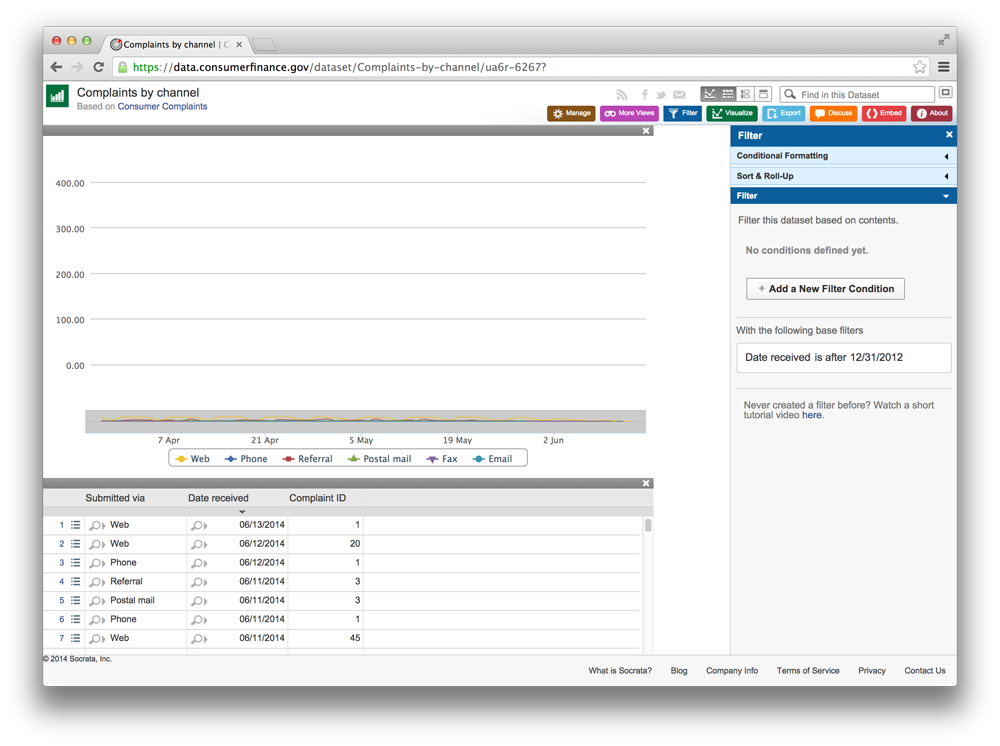 Complaints by channel | C
https://data.consumerfinance.gov/dataset/Complaints-by-channel/ua6r-6267?
Complaints by channel
Based on Consumer Complaints
Find in this Dataset
Manage More Views Filter Visualize Export Discuss Embed About
400.00
300.00
200.00
100.00
0.00
7 Apr 21 Apr 5 May 19 May 2 Jun
Web Phone Referral Postal mail Fax Email
Submitted via Date received Complaint ID
1 Web 06/13/2014 1
2 Web 06/12/2014 20
3 Phone 06/12/2014 1
4 Referral 06/11/2014 3
5 Postal mail 06/11/2014 3
6 Phone 06/11/2014 1
7 Web 06/11/2014 45
Filter
Conditional Formatting
Sort & Roll-Up
Filter
Filter this dataset based on contents.
No conditions defined yet.
+ Add a New Filter Condition
With the following base filters
Date received is after 12/31/2012
Never created a filter before? Watch a short
tutorial video here.
© 2014 Socrata, Inc.
What is Socrata? Blog Company Info Terms of Service Privacy Contact Us